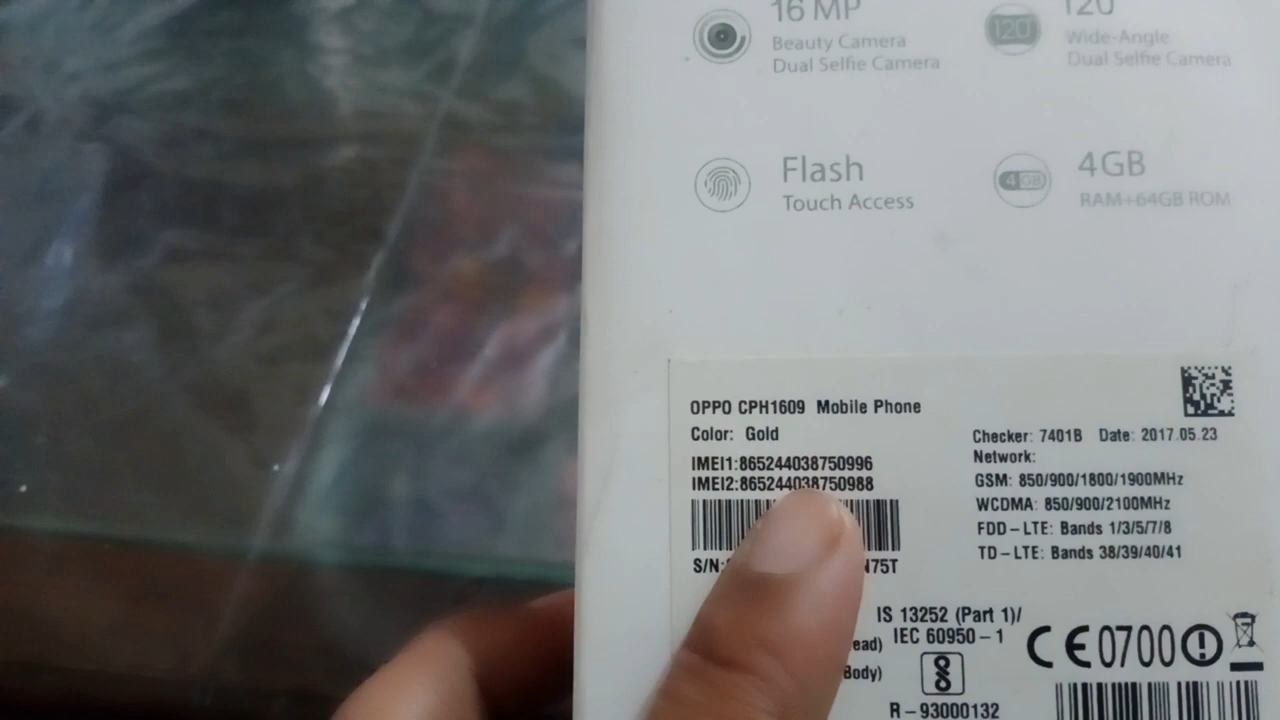 16 MP
Beauty Camera
Dual Selfie Camera
120
Wide-Angle
Dual Selfie Camera
Flash
Touch Access
4GB
RAM+64GB ROM
OPPO CPH1609 Mobile Phone
Color: Gold
IMEI1:865244038750996
IMEI2:865244038750988
S/N:
N75T
Checker: 7401B Date: 2017.05.23
Network:
GSM: 850/900/1800/1900MHz
WCDMA: 850/900/2100MHz
FDD-LTE: Bands 1/3/5/7/8
TD-LTE: Bands 38/39/40/41
IS 13252 (Part 1)/
IEC 60950-1
ead)
Body)
R-93000132
CE0700